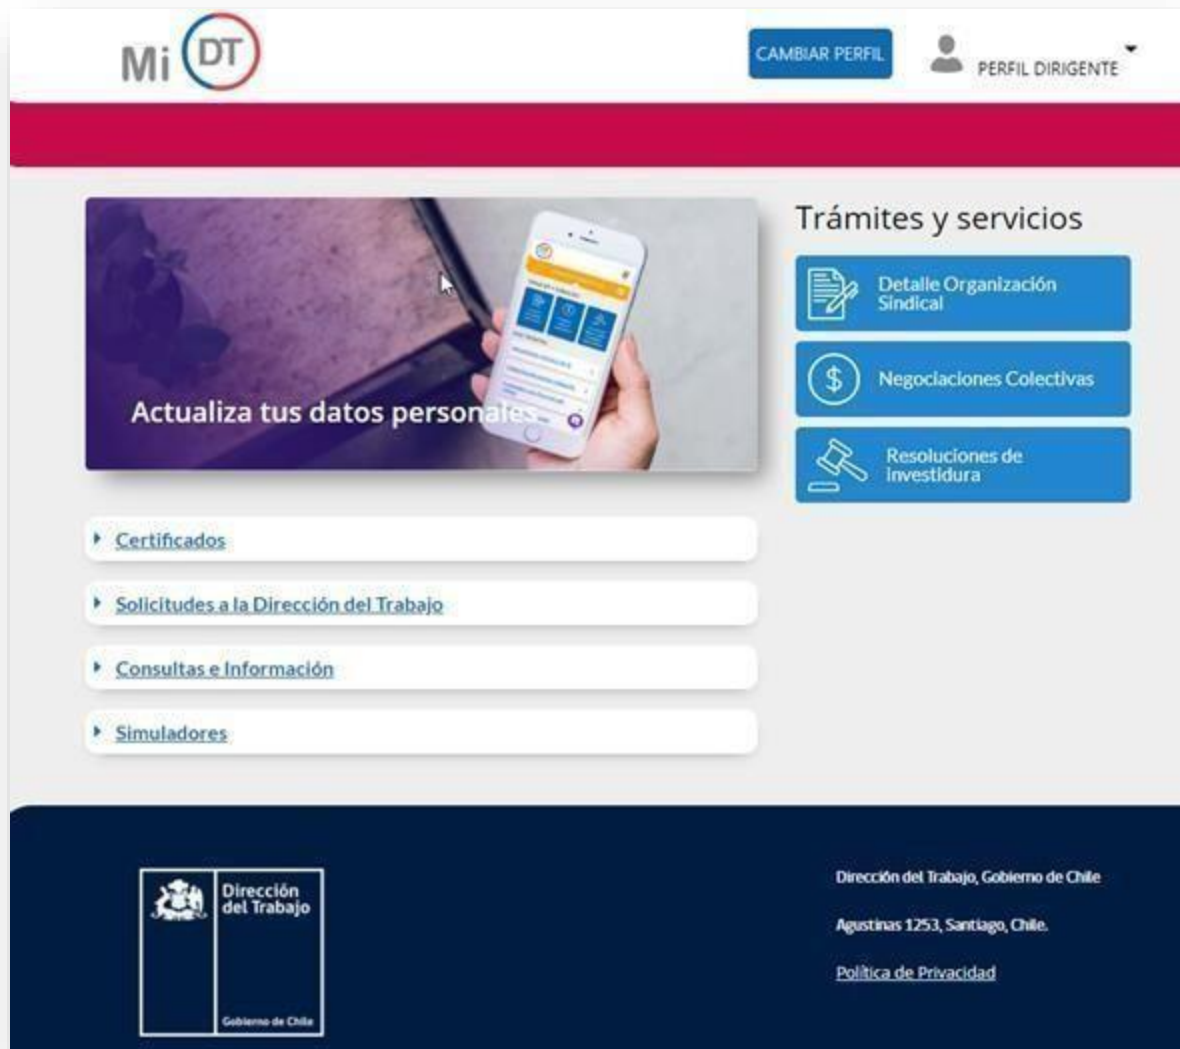 Mi DT
CAMBIAR PERFIL
PERFIL DIRIGENTE
Actualiza tus datos personales
Trámites y servicios
Detalle Organización
Sindical
Negociaciones Colectivas
Resoluciones de
Investidura
Certificados
Solicitudes a la Dirección del Trabajo
Consultas e Información
Simuladores
Dirección
del Trabajo
Gobierno de Chile
Dirección del Trabajo, Gobierno de Chile
Agustinas 1253, Santiago, Chile.
Política de Privacidad